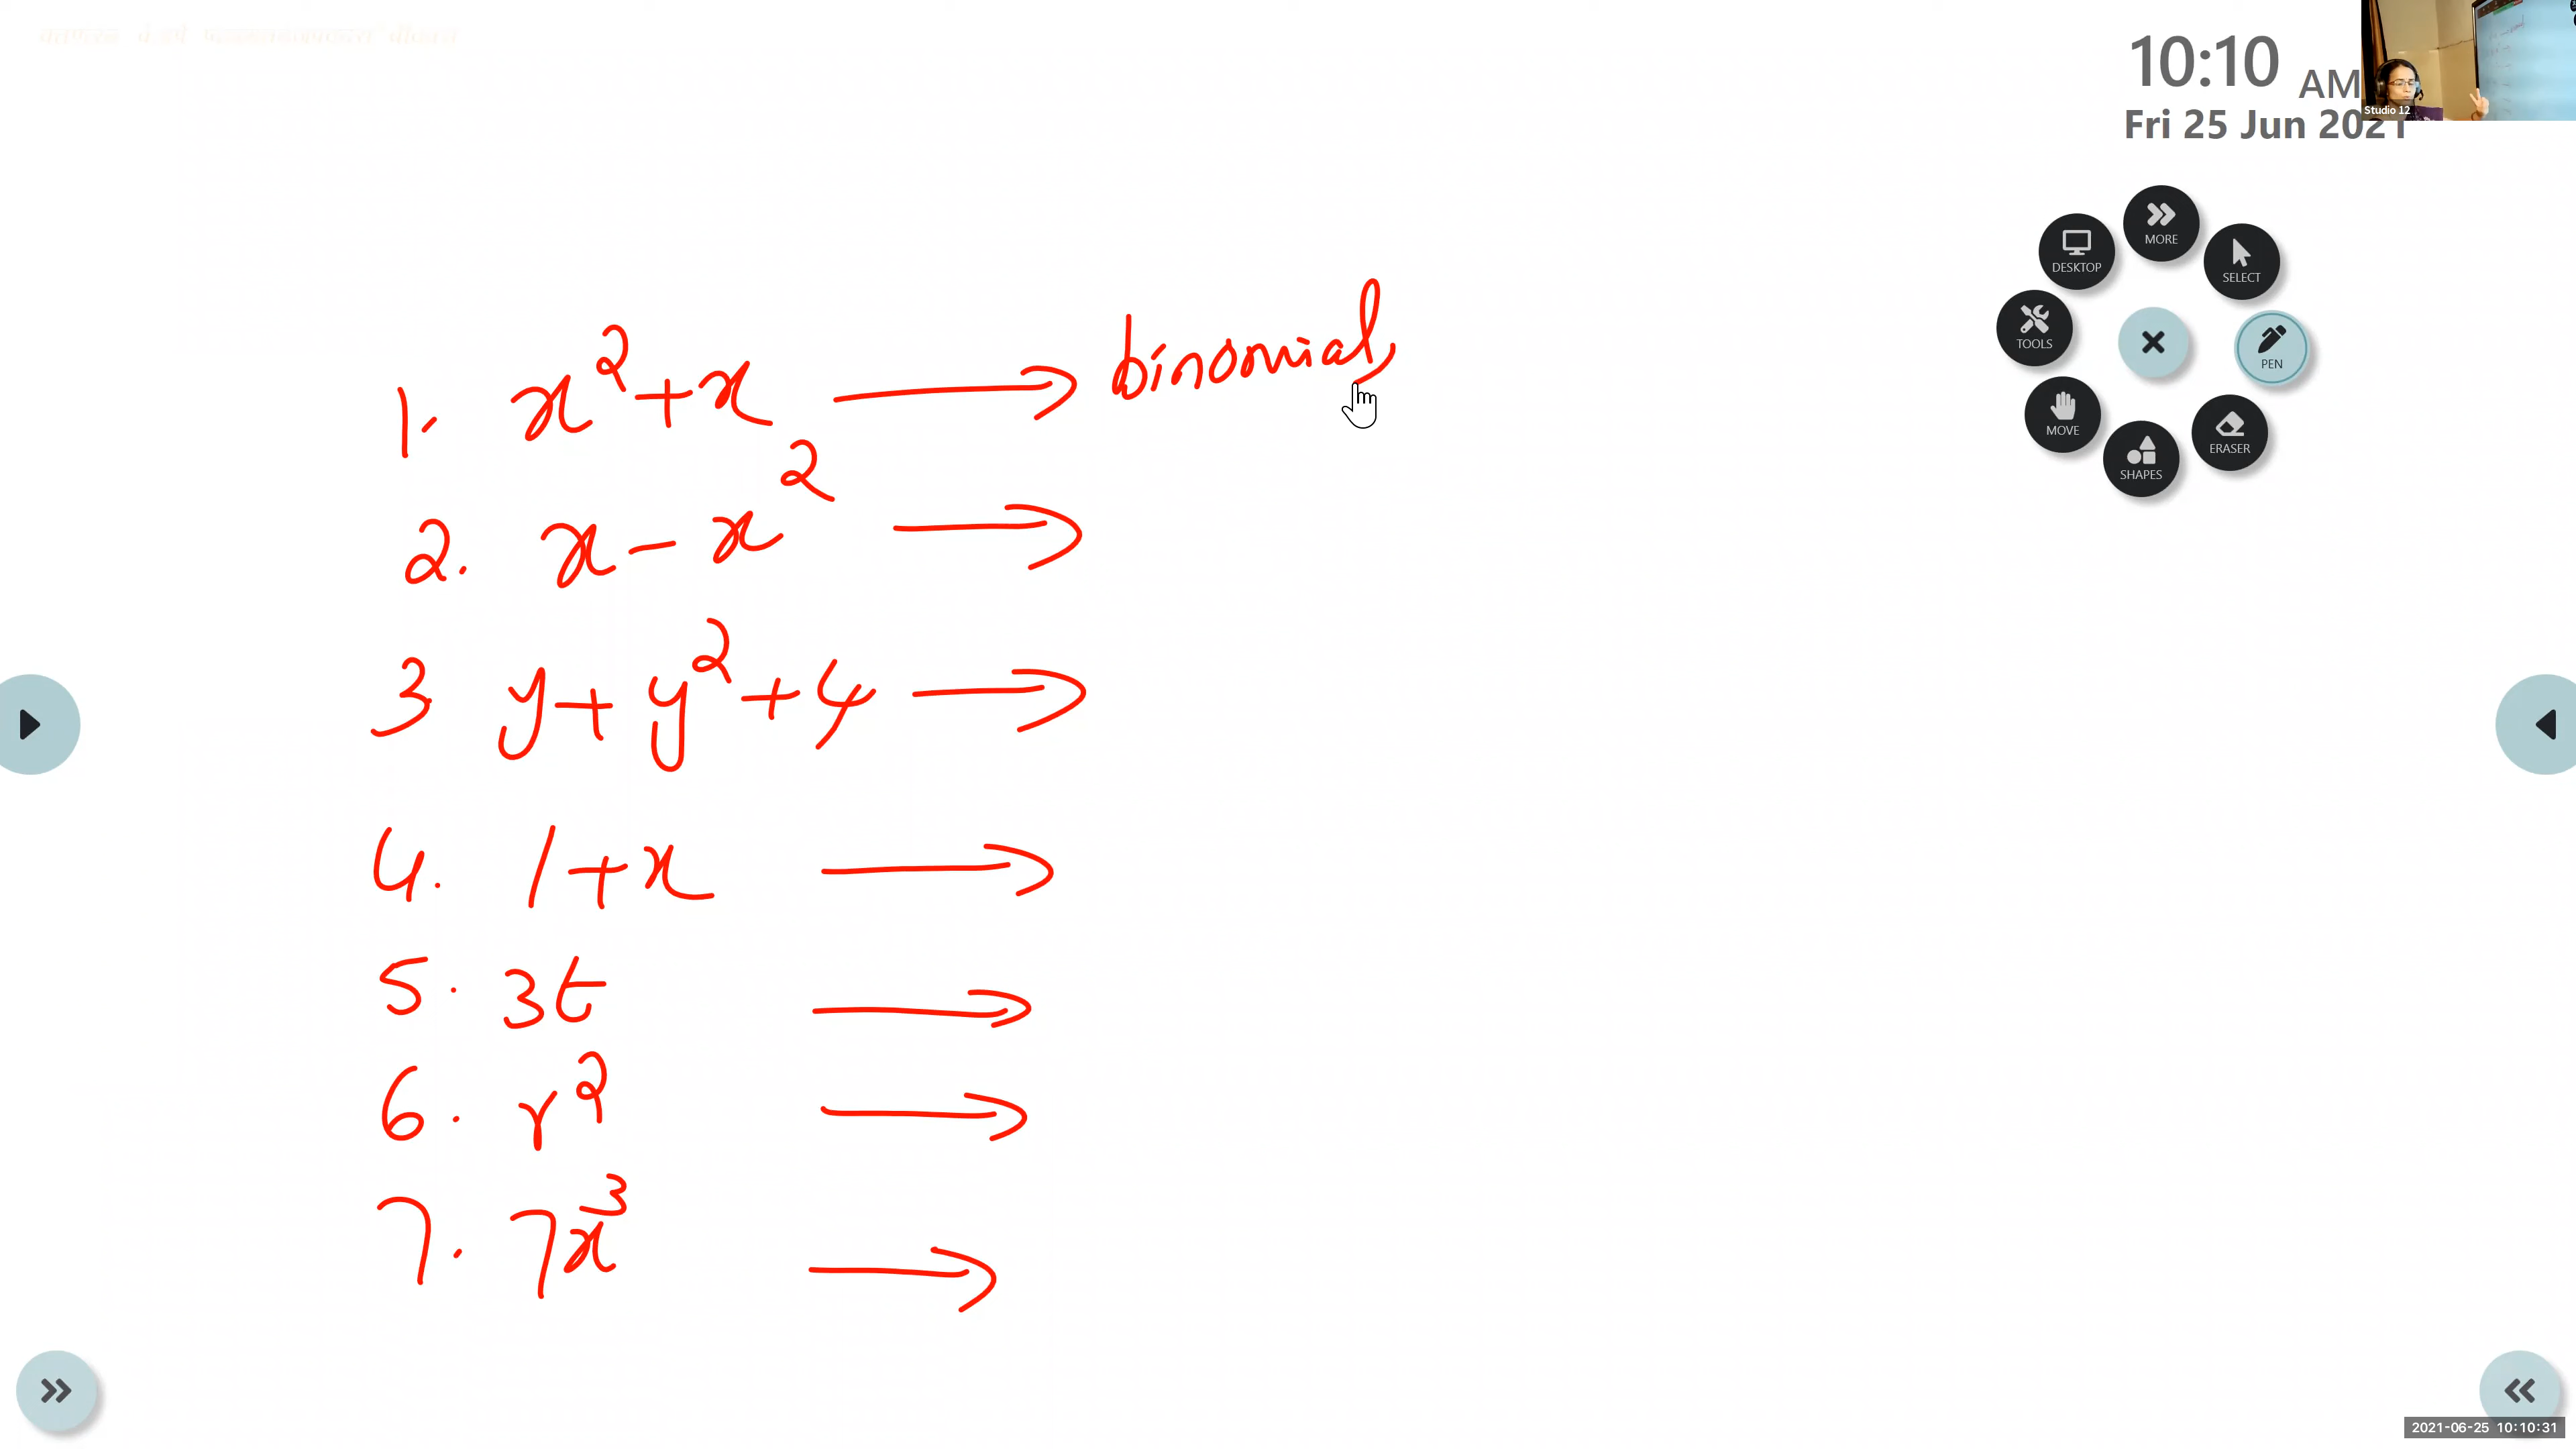 10:10 AM
Studio 12
Fri 25 Jun 2021
MORE
DESKTOP
SELECT
TOOLS
PEN
MOVE
ERASER
SHAPES
1. x²+x → binomial,
2. x - x² →
3 y + y² + 4 →
4. 1 + x →
5. 3t →
6. r² →
7. 7x³ →
2021-06-25 10:10:31